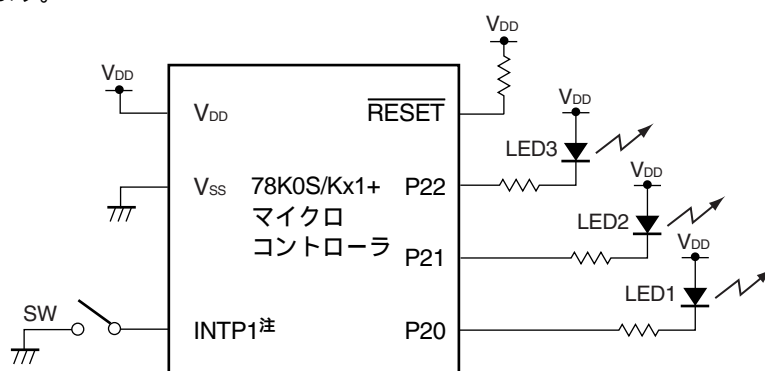 VDD
VDD
VDD
RESET
VDD
LED3
VSS
78K0S/Kx1+
マイクロ
コントローラ
P22
VDD
LED2
P21
VDD
LED1
SW
INTP1注
P20